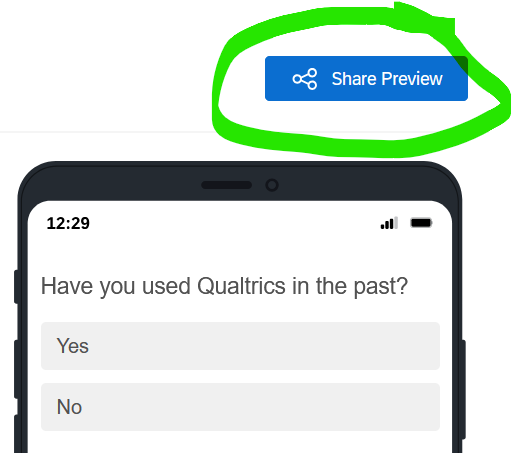 Share Preview
12:29
Have you used Qualtrics in the past?
Yes
No